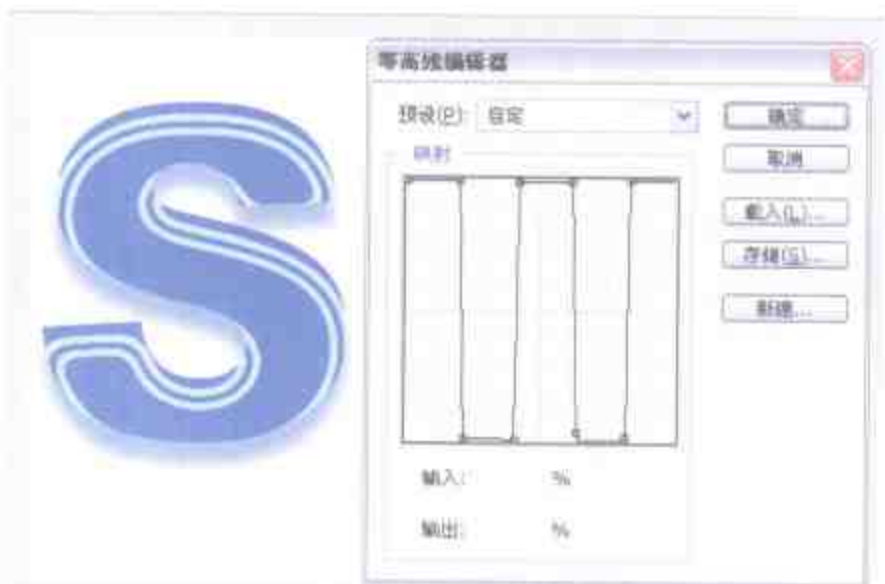 S
等高线编辑器
预设(P): 自定
确定
取消
映射
载入(L)...
存储(S)...
新建...
输入: %
输出: %